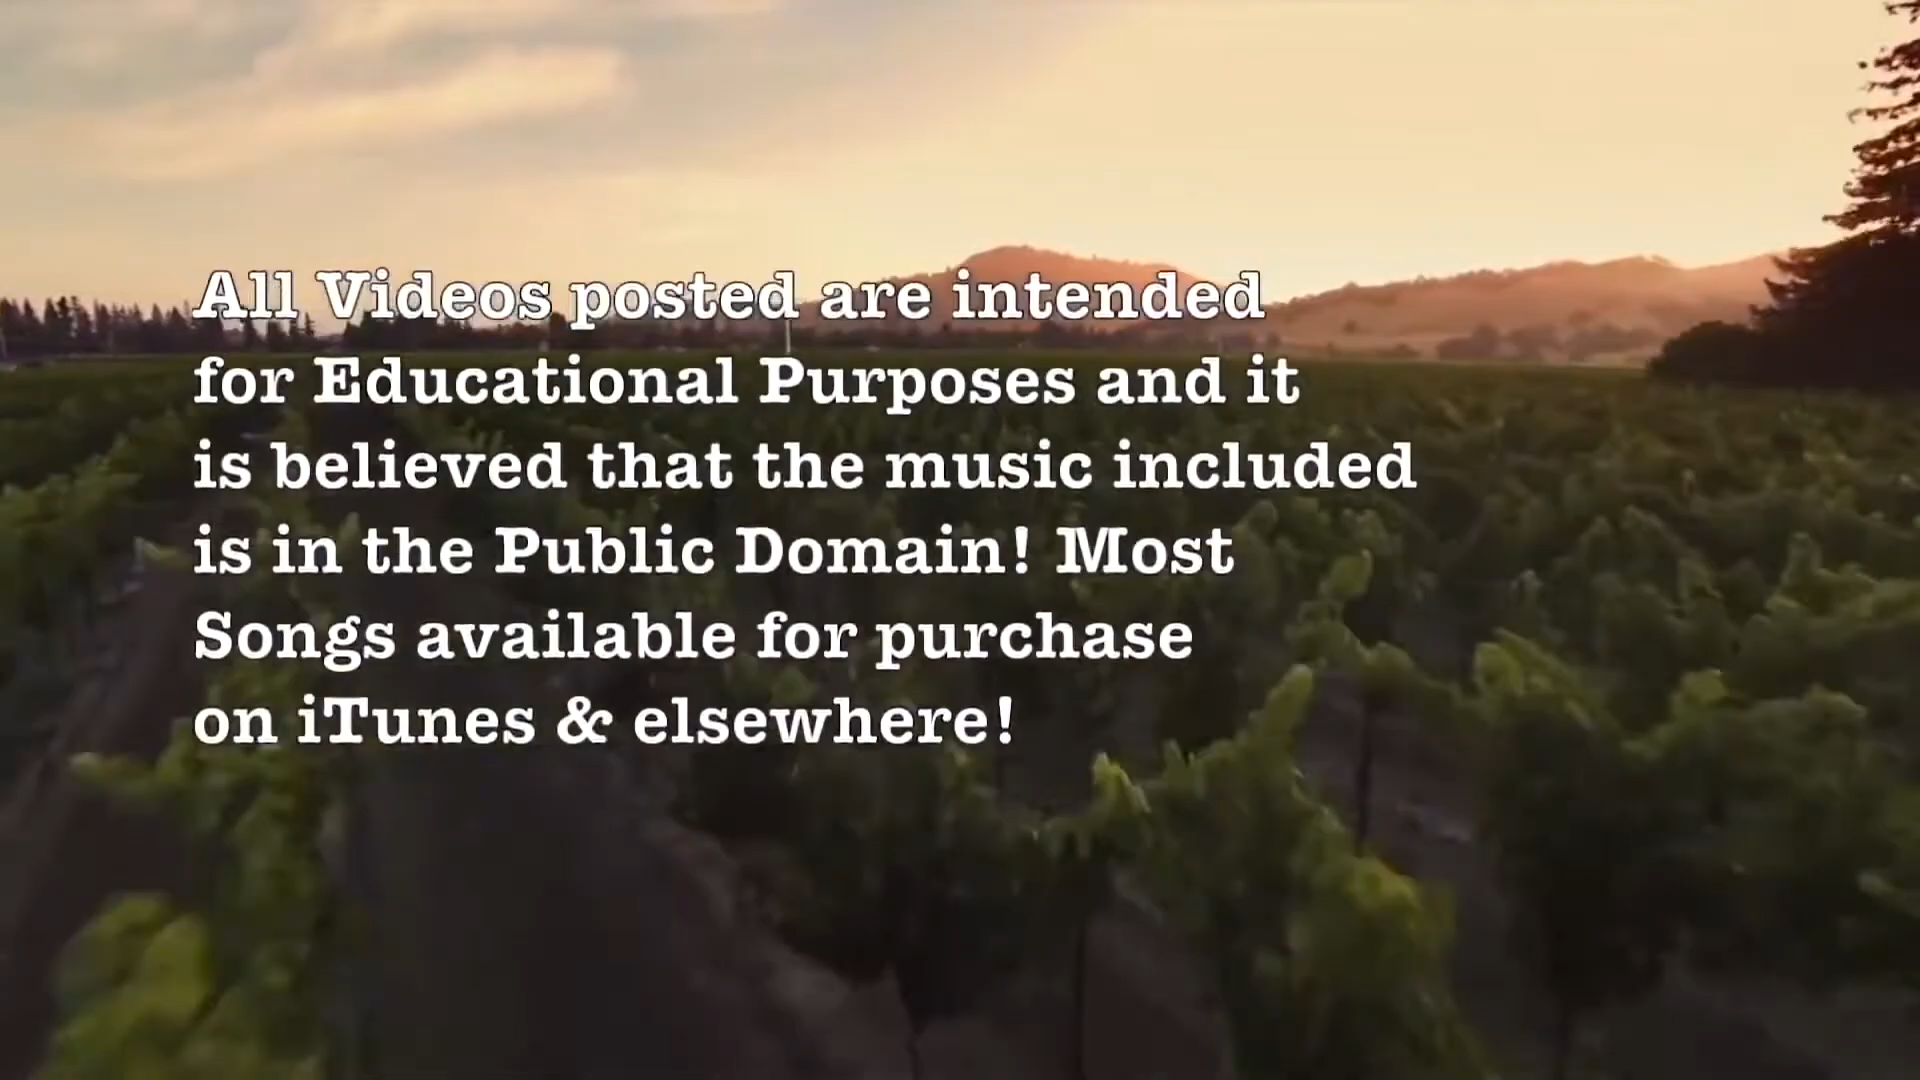 All Videos posted are intended
for Educational Purposes and it
is believed that the music included
is in the Public Domain! Most
Songs available for purchase
on iTunes & elsewhere!